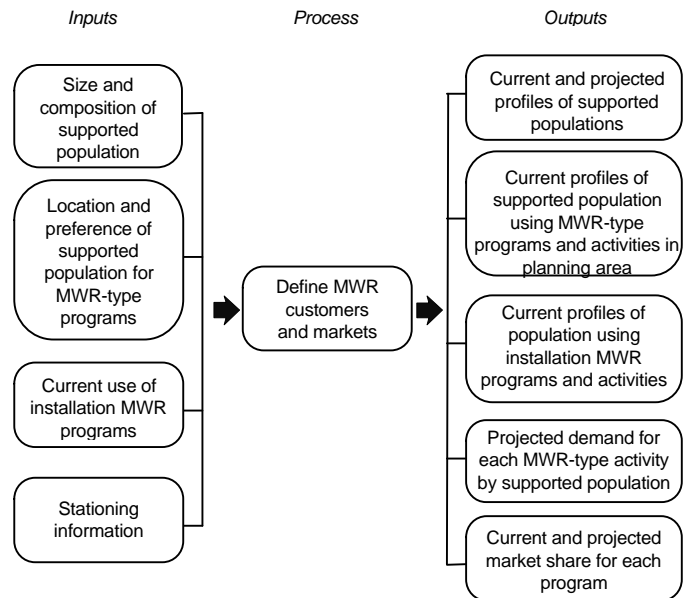 Inputs
Process
Outputs
Size and
composition of
supported
population
Location and
preference of
supported
population for
MWR-type
programs
Current use of
installation MWR
programs
Stationing
information
Define MWR
customers
and markets
Current and projected
profiles of supported
populations
Current profiles of
supported population
using MWR-type
programs and activities in
planning area
Current profiles of
population using
installation MWR
programs and activities
Projected demand for
each MWR-type activity
by supported population
Current and projected
market share for each
program